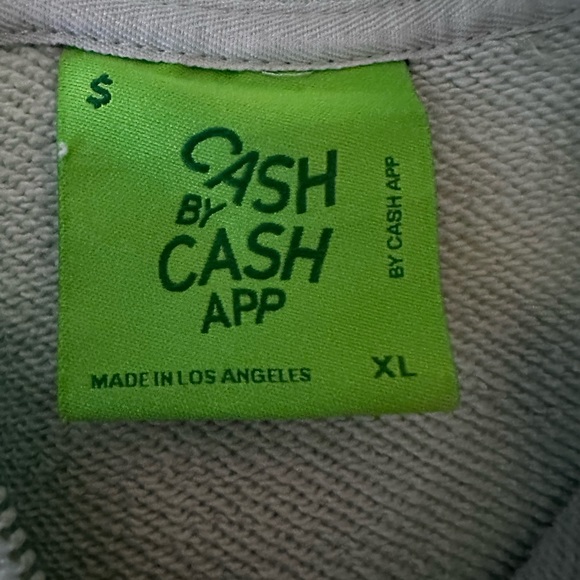 $
CASH
BY
CASH
APP
BY CASH APP
MADE IN LOS ANGELES
XL